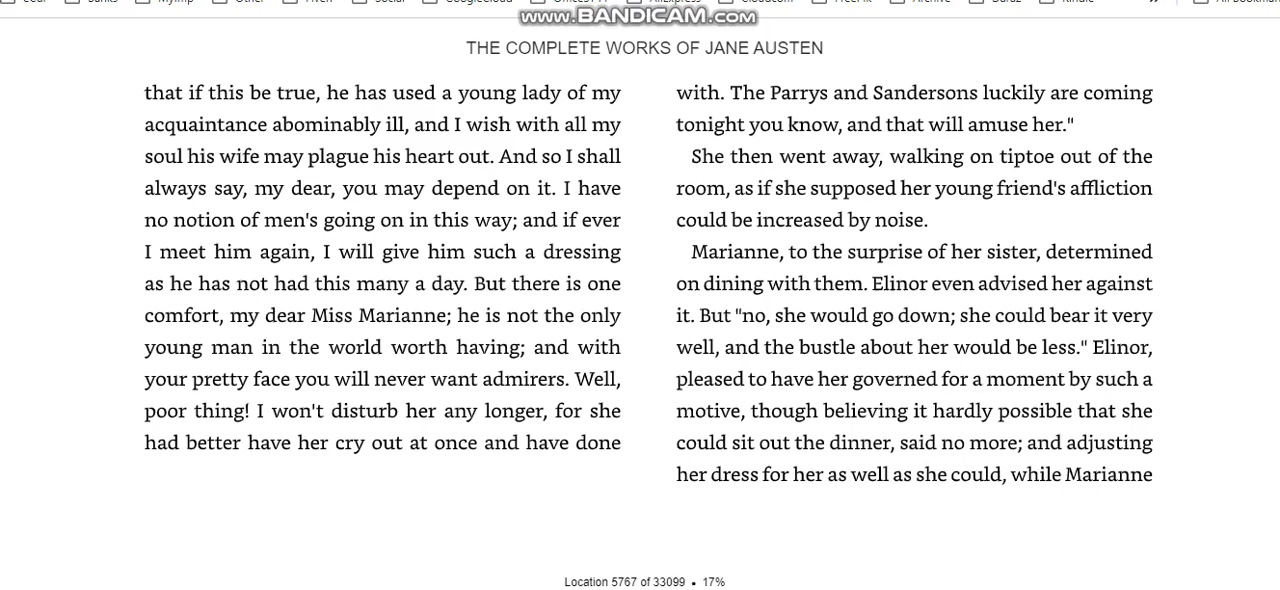 Banks
Other
Social
www.BANDICAM.com
AliExpress
Cloudcom
Archive
Daraz
Kindle
THE COMPLETE WORKS OF JANE AUSTEN
that if this be true, he has used a young lady of my
acquaintance abominably ill, and I wish with all my
soul his wife may plague his heart out. And so I shall
always say, my dear, you may depend on it. I have
no notion of men's going on in this way; and if ever
I meet him again, I will give him such a dressing
as he has not had this many a day. But there is one
comfort, my dear Miss Marianne; he is not the only
young man in the world worth having; and with
your pretty face you will never want admirers. Well,
poor thing! I won't disturb her any longer, for she
had better have her cry out at once and have done
with. The Parrys and Sandersons luckily are coming
tonight you know, and that will amuse her."
She then went away, walking on tiptoe out of the
room, as if she supposed her young friend's affliction
could be increased by noise.
Marianne, to the surprise of her sister, determined
on dining with them. Elinor even advised her against
it. But "no, she would go down; she could bear it very
well, and the bustle about her would be less." Elinor,
pleased to have her governed for a moment by such a
motive, though believing it hardly possible that she
could sit out the dinner, said no more; and adjusting
her dress for her as well as she could, while Marianne
Location 5767 of 33099 • 17%